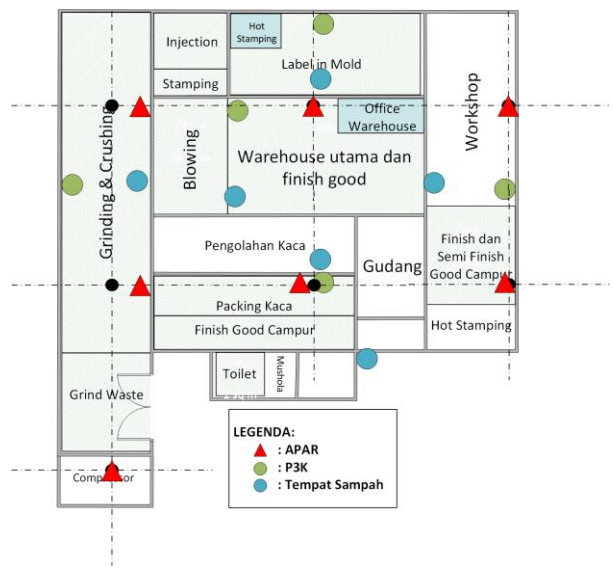 Hot
Stamping
Injection
Label in Mold
Stamping
Office
Warehouse
Workshop
Grinding & Crushing
Blowing
Warehouse utama dan
finish good
Pengolahan Kaca
Gudang
Finish dan
Semi Finish
Good Campur
Packing Kaca
Finish Good Campur
Hot Stamping
Toilet
Mushola
Grind Waste
LEGENDA:
: APAR
: P3K
: Tempat Sampah